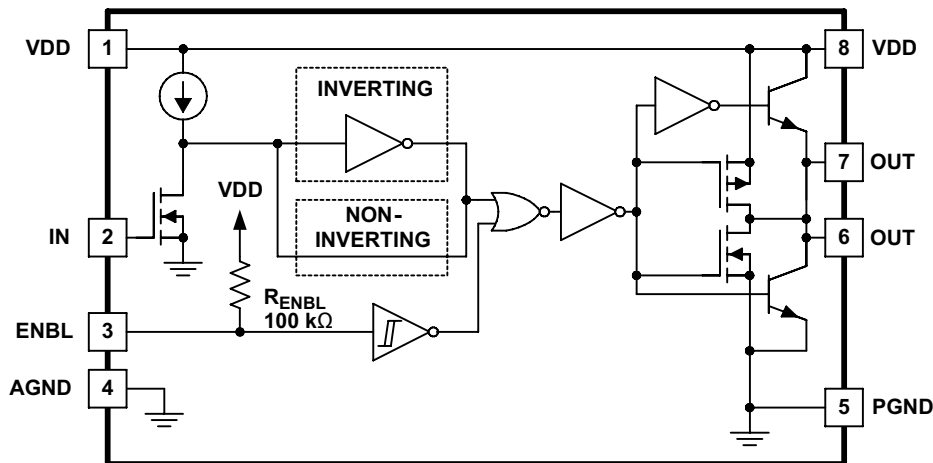 VDD 1
8 VDD
INVERTING
7 OUT
VDD
NON-
INVERTING
IN 2
6 OUT
RENBL
100 kΩ
ENBL 3
AGND 4
5 PGND